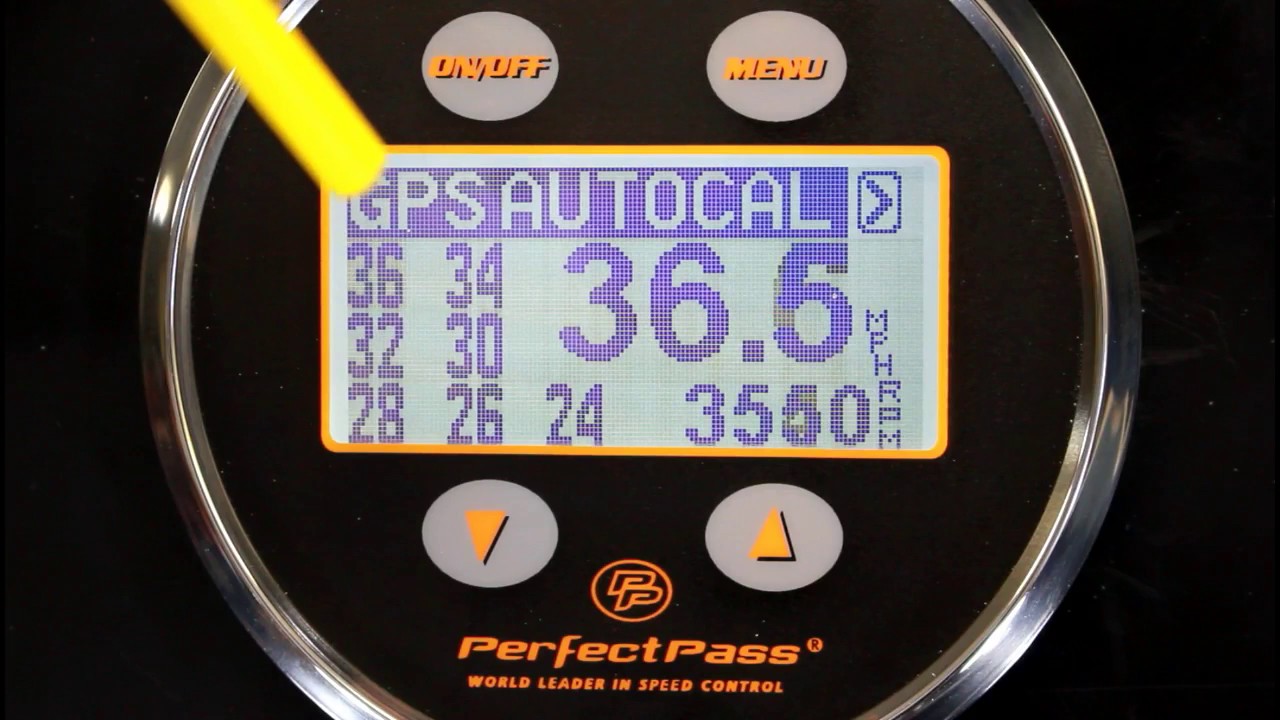 ON/OFF MENU
GPS AUTOCAL >
36 34 36.5 MPH
32 30
28 26 24 RPM
PP
PerfectPass®
WORLD LEADER IN SPEED CONTROL